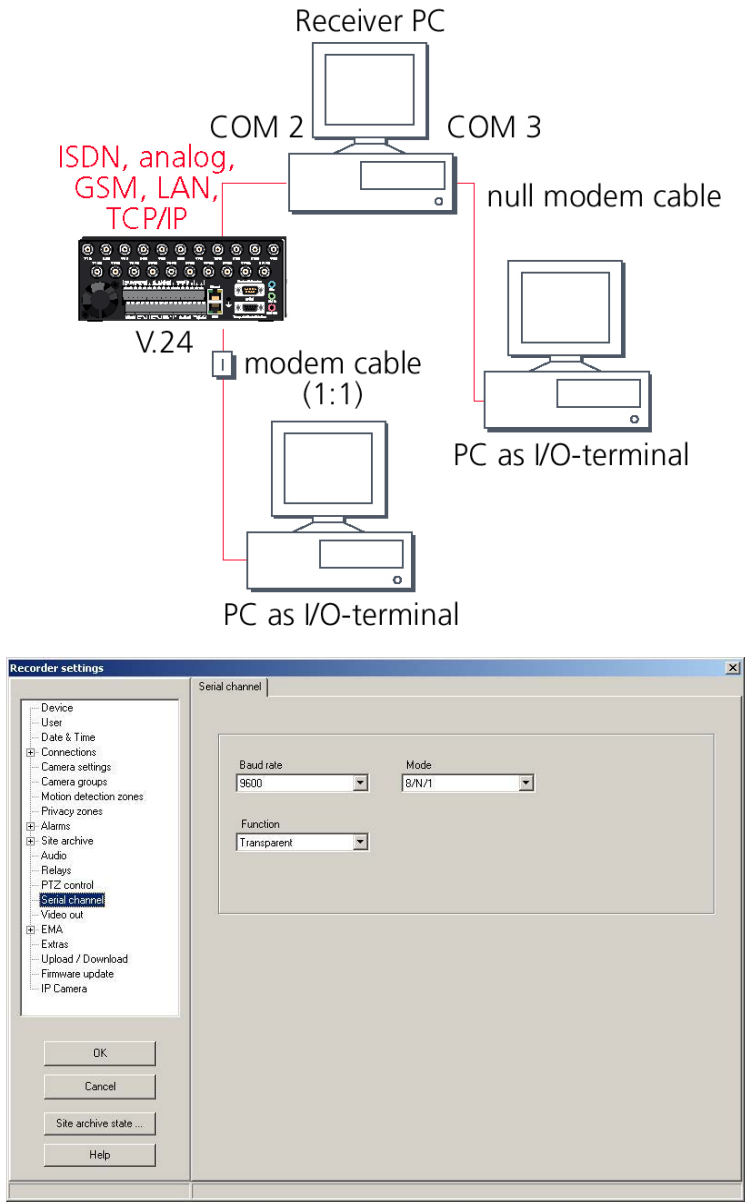 Receiver PC
COM 2
COM 3
ISDN, analog,
GSM, LAN,
TCP/IP
null modem cable
V.24
modem cable
(1:1)
PC as I/O-terminal
PC as I/O-terminal
Recorder settings
Serial channel
Device
User
Date & Time
Connections
Camera settings
Camera groups
Motion detection zones
Privacy zones
Alarms
Site archive
Audio
Relays
PTZ control
Serial channel
Video out
EMA
Extras
Upload / Download
Firmware update
IP Camera
Baud rate
Mode
9600
8/N/1
Function
Transparent
OK
Cancel
Site archive state ...
Help